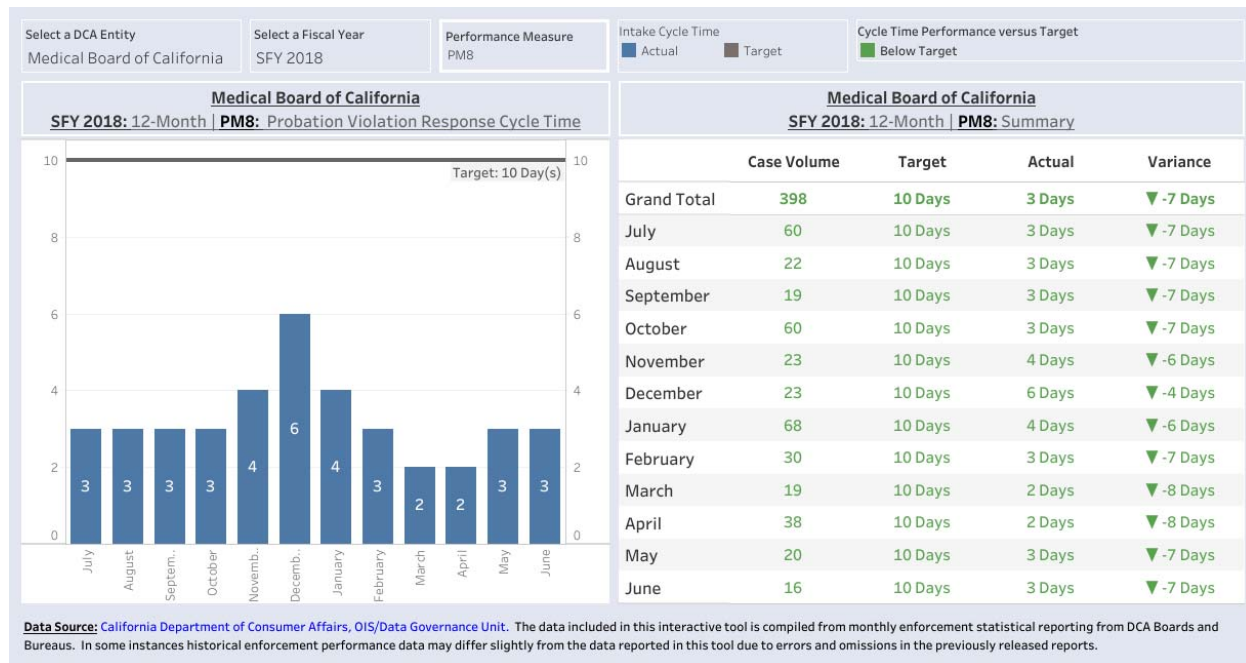 Select a DCA Entity
Medical Board of California
Select a Fiscal Year
SFY 2018
Performance Measure
PM8
Intake Cycle Time
Actual
Target
Cycle Time Performance versus Target
Below Target
Medical Board of California
SFY 2018: 12-Month | PM8: Probation Violation Response Cycle Time
10
8
6
4
2
0
Target: 10 Day(s)
10
8
6
4
2
0
3 3 3 3 4 6 4 3 2 2 3 3
July
August
Septem..
October
Novemb..
Decemb..
January
February
March
April
May
June
Medical Board of California
SFY 2018: 12-Month | PM8: Summary
Case Volume Target Actual Variance
Grand Total 398 10 Days 3 Days ▼ -7 Days
July 60 10 Days 3 Days ▼ -7 Days
August 22 10 Days 3 Days ▼ -7 Days
September 19 10 Days 3 Days ▼ -7 Days
October 60 10 Days 3 Days ▼ -7 Days
November 23 10 Days 4 Days ▼ -6 Days
December 23 10 Days 6 Days ▼ -4 Days
January 68 10 Days 4 Days ▼ -6 Days
February 30 10 Days 3 Days ▼ -7 Days
March 19 10 Days 2 Days ▼ -8 Days
April 38 10 Days 2 Days ▼ -8 Days
May 20 10 Days 3 Days ▼ -7 Days
June 16 10 Days 3 Days ▼ -7 Days
Data Source: California Department of Consumer Affairs, OIS/Data Governance Unit. The data included in this interactive tool is compiled from monthly enforcement statistical reporting from DCA Boards and
Bureaus. In some instances historical enforcement performance data may differ slightly from the data reported in this tool due to errors and omissions in the previously released reports.